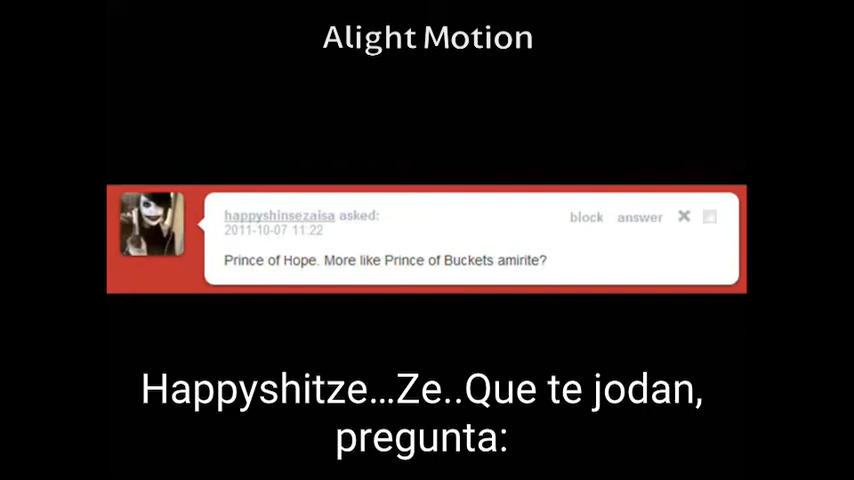 Alight Motion
happyshinsezaisa asked:
block answer
2011-10-07 11:22
Prince of Hope. More like Prince of Buckets amirite?
Happyshitze...Ze..Que te jodan,
pregunta: